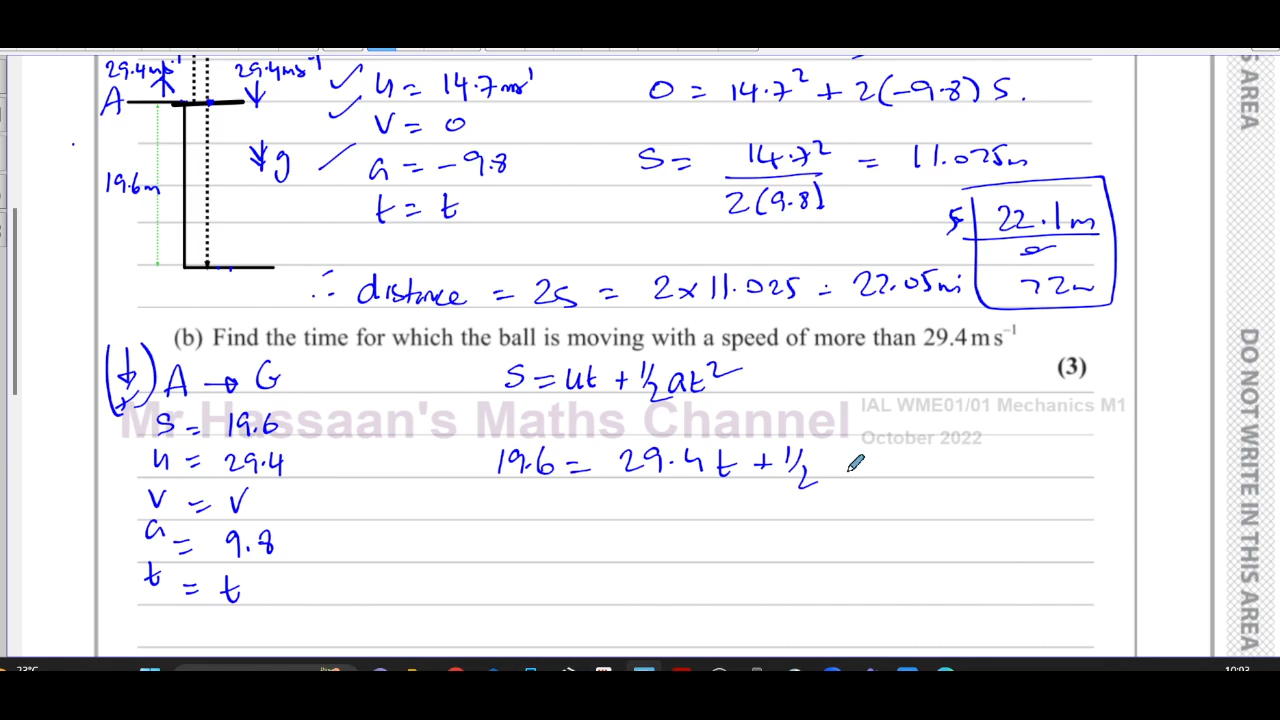 29.4ms⁻¹ 29.4ms⁻¹
A
u = 14.7ms⁻¹
v = 0
↓g a = -9.8
t = t
19.6m
0 = 14.7² + 2(-9.8) S.
S = 14.7² / 2(9.8) = 11.025m
∴ distance = 2S = 2×11.025 = 22.05m
22.1m
or
22m
(b) Find the time for which the ball is moving with a speed of more than 29.4 m s⁻¹
(3)
(↓+) A → G
S = 19.6
u = 29.4
v = v
a = 9.8
t = t
S = ut + ½at²
19.6 = 29.4t + ½
Mr Hassaan's Maths Channel
IAL WME01/01 Mechanics M1
October 2022
IS AREA
DO NOT WRITE IN THIS AREA